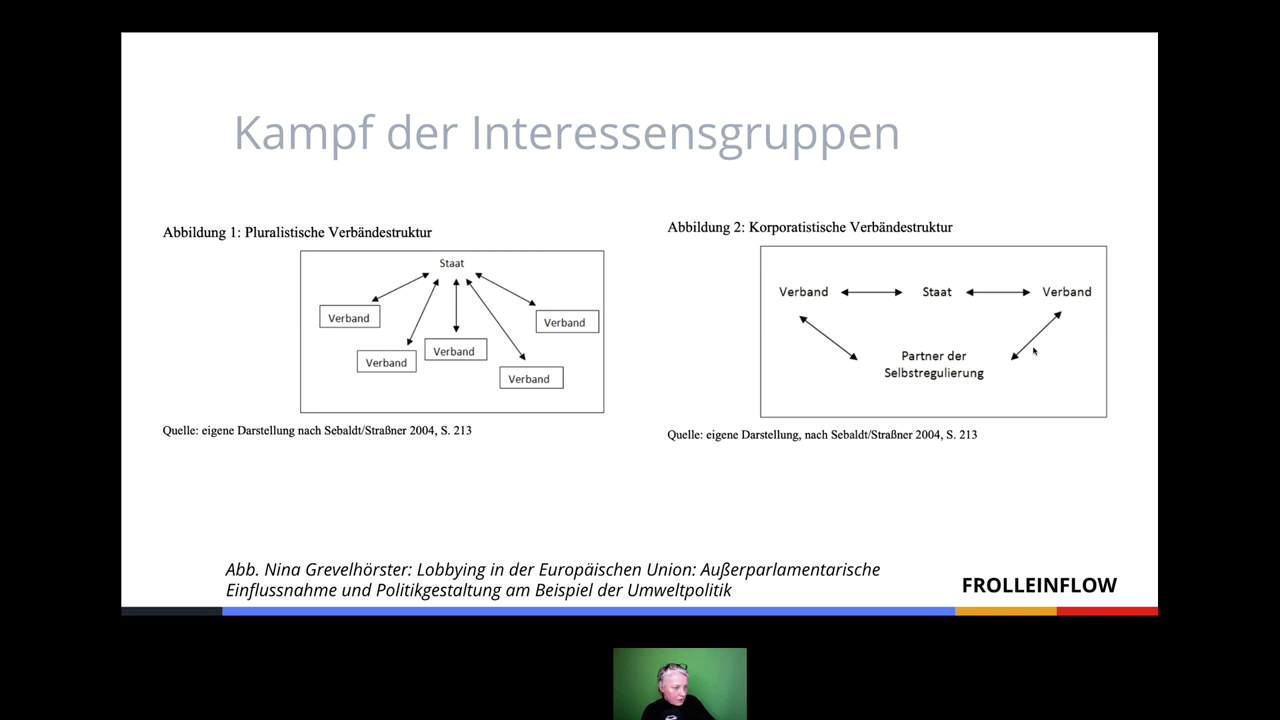 Kampf der Interessensgruppen
Abbildung 1: Pluralistische Verbändestruktur
Staat
Verband
Verband
Verband
Verband
Verband
Quelle: eigene Darstellung nach Sebaldt/Straßner 2004, S. 213
Abbildung 2: Korporatistische Verbändestruktur
Verband
Staat
Verband
Partner der
Selbstregulierung
Quelle: eigene Darstellung, nach Sebaldt/Straßner 2004, S. 213
Abb. Nina Grevelhörster: Lobbying in der Europäischen Union: Außerparlamentarische
Einflussnahme und Politikgestaltung am Beispiel der Umweltpolitik
FROLLEINFLOW